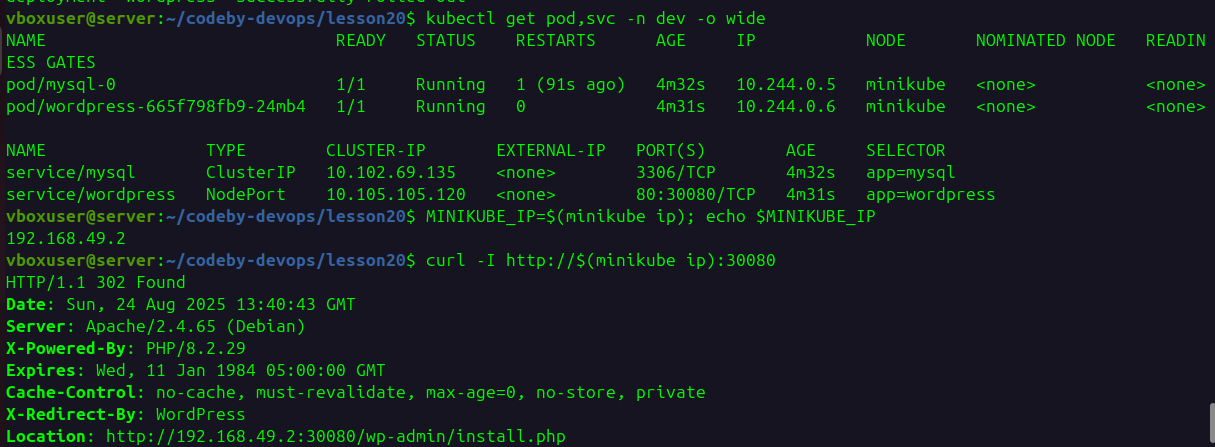 deployment "wordpress" successfully rolled out
vboxuser@server:~/codeby-devops/lesson20$ kubectl get pod,svc -n dev -o wide
NAME                             READY   STATUS    RESTARTS      AGE     IP           NODE       NOMINATED NODE   READIN
ESS GATES
pod/mysql-0                      1/1     Running   1 (91s ago)   4m32s   10.244.0.5   minikube   <none>           <none>
pod/wordpress-665f798fb9-24mb4   1/1     Running   0             4m31s   10.244.0.6   minikube   <none>           <none>

NAME                TYPE        CLUSTER-IP       EXTERNAL-IP   PORT(S)        AGE     SELECTOR
service/mysql       ClusterIP   10.102.69.135    <none>        3306/TCP       4m32s   app=mysql
service/wordpress   NodePort    10.105.105.120   <none>        80:30080/TCP   4m31s   app=wordpress
vboxuser@server:~/codeby-devops/lesson20$ MINIKUBE_IP=$(minikube ip); echo $MINIKUBE_IP
192.168.49.2
vboxuser@server:~/codeby-devops/lesson20$ curl -I http://$(minikube ip):30080
HTTP/1.1 302 Found
Date: Sun, 24 Aug 2025 13:40:43 GMT
Server: Apache/2.4.65 (Debian)
X-Powered-By: PHP/8.2.29
Expires: Wed, 11 Jan 1984 05:00:00 GMT
Cache-Control: no-cache, must-revalidate, max-age=0, no-store, private
X-Redirect-By: WordPress
Location: http://192.168.49.2:30080/wp-admin/install.php